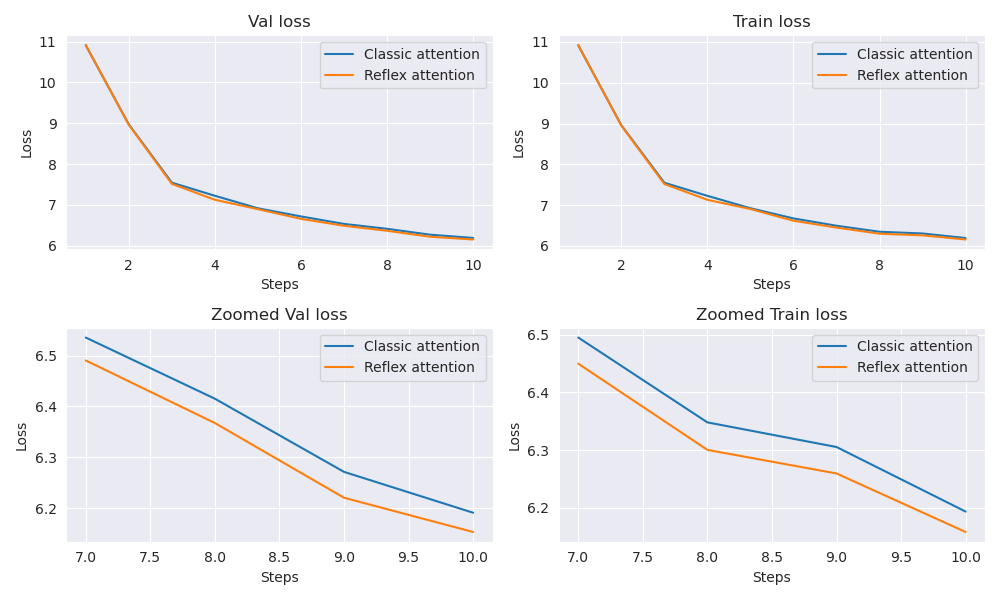 Val loss
Loss
11
10
9
8
7
6
Classic attention
Reflex attention
2 4 6 8 10
Steps
Train loss
Loss
11
10
9
8
7
6
Classic attention
Reflex attention
2 4 6 8 10
Steps
Zoomed Val loss
Loss
6.5
6.4
6.3
6.2
Classic attention
Reflex attention
7.0 7.5 8.0 8.5 9.0 9.5 10.0
Steps
Zoomed Train loss
Loss
6.5
6.4
6.3
6.2
Classic attention
Reflex attention
7.0 7.5 8.0 8.5 9.0 9.5 10.0
Steps